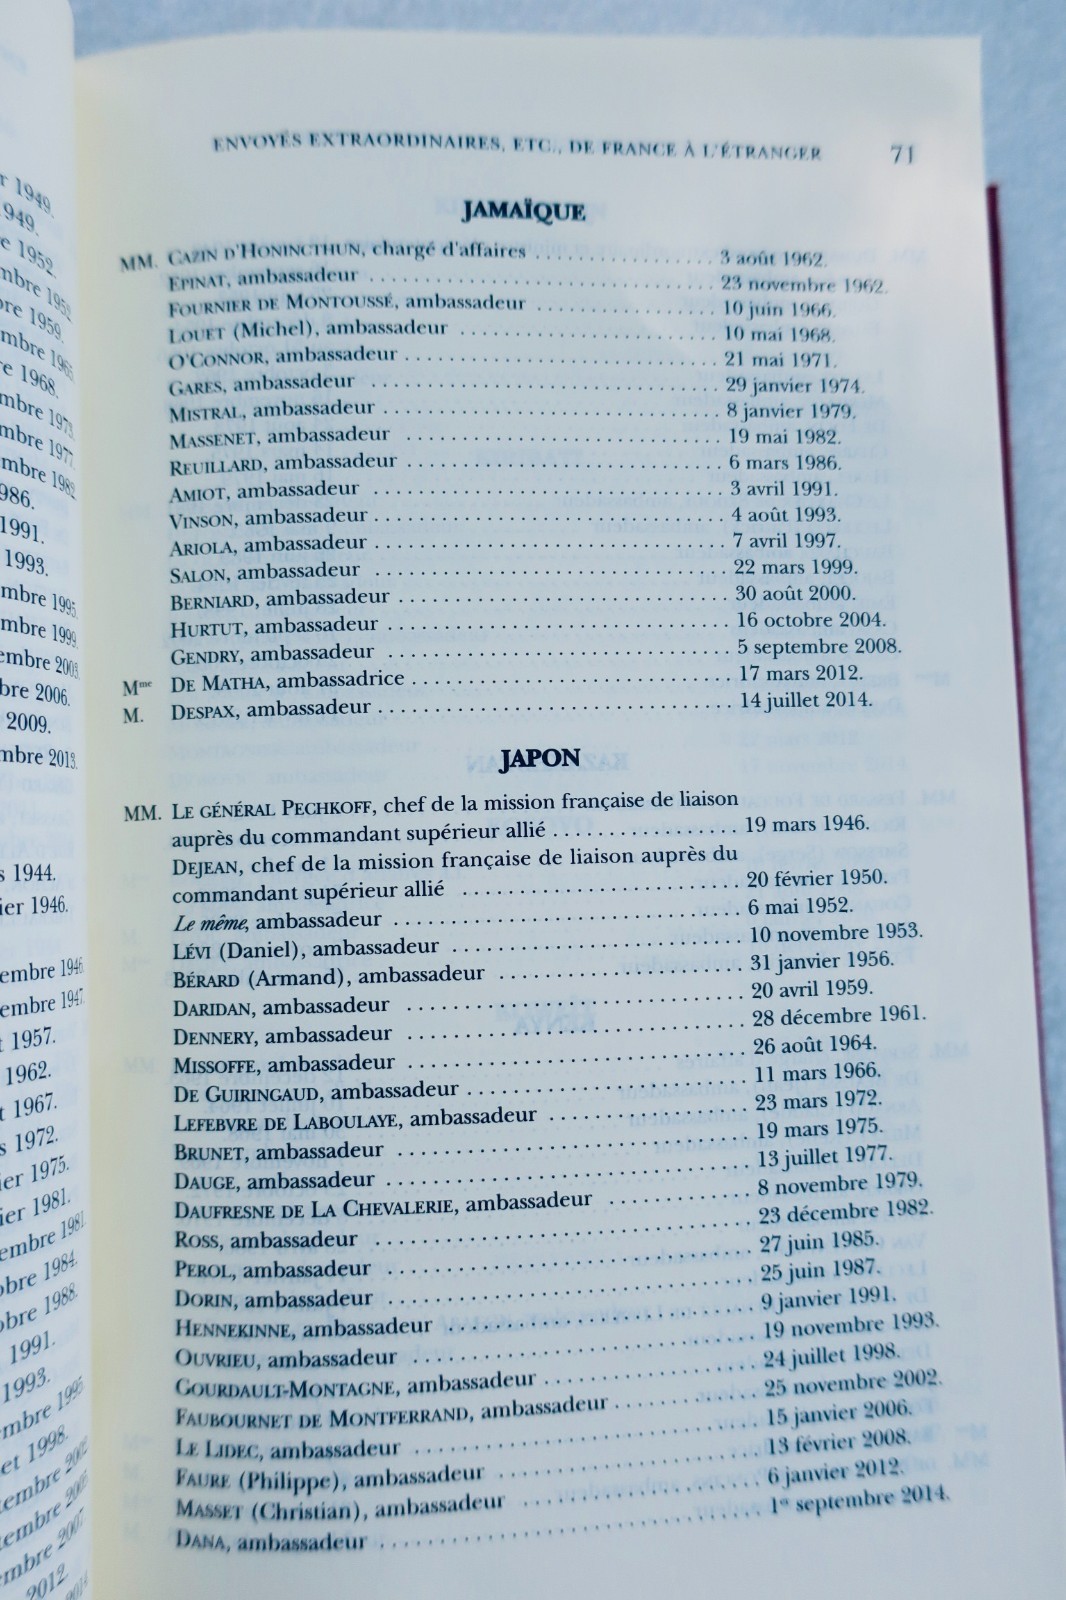 ENVOYÉS EXTRAORDINAIRES, ETC., DE FRANCE À L'ÉTRANGER 71
JAMAÏQUE
MM. CAZIN D'HONINCTHUN, chargé d'affaires ................ 3 août 1962.
EPINAT, ambassadeur ................ 23 novembre 1962.
FOURNIER DE MONTOUSSÉ, ambassadeur ................ 10 juin 1966.
LOUET (Michel), ambassadeur ................ 10 mai 1968.
O'CONNOR, ambassadeur ................ 21 mai 1971.
GARES, ambassadeur ................ 29 janvier 1974.
MISTRAL, ambassadeur ................ 8 janvier 1979.
MASSENET, ambassadeur ................ 19 mai 1982.
REUILLARD, ambassadeur ................ 6 mars 1986.
AMIOT, ambassadeur ................ 3 avril 1991.
VINSON, ambassadeur ................ 4 août 1993.
ARIOLA, ambassadeur ................ 7 avril 1997.
SALON, ambassadeur ................ 22 mars 1999.
BERNIARD, ambassadeur ................ 30 août 2000.
HURTUT, ambassadeur ................ 16 octobre 2004.
GENDRY, ambassadeur ................ 5 septembre 2008.
Mme DE MATHA, ambassadrice ................ 17 mars 2012.
M. DESPAX, ambassadeur ................ 14 juillet 2014.
JAPON
MM. LE GÉNÉRAL PECHKOFF, chef de la mission française de liaison
auprès du commandant supérieur allié ................ 19 mars 1946.
DEJEAN, chef de la mission française de liaison auprès du
commandant supérieur allié ................ 20 février 1950.
Le même, ambassadeur ................ 6 mai 1952.
LÉVI (Daniel), ambassadeur ................ 10 novembre 1953.
BÉRARD (Armand), ambassadeur ................ 31 janvier 1956.
DARIDAN, ambassadeur ................ 20 avril 1959.
DENNERY, ambassadeur ................ 28 décembre 1961.
MISSOFFE, ambassadeur ................ 26 août 1964.
DE GUIRINGAUD, ambassadeur ................ 11 mars 1966.
LEFEBVRE DE LABOULAYE, ambassadeur ................ 23 mars 1972.
BRUNET, ambassadeur ................ 19 mars 1975.
DAUGE, ambassadeur ................ 13 juillet 1977.
DAUFRESNE DE LA CHEVALERIE, ambassadeur ................ 8 novembre 1979.
ROSS, ambassadeur ................ 23 décembre 1982.
PEROL, ambassadeur ................ 27 juin 1985.
DORIN, ambassadeur ................ 25 juin 1987.
HENNEKINNE, ambassadeur ................ 9 janvier 1991.
OUVRIEU, ambassadeur ................ 19 novembre 1993.
GOURDAULT-MONTAGNE, ambassadeur ................ 24 juillet 1998.
FAUBOURNET DE MONTFERRAND, ambassadeur ................ 25 novembre 2002.
LE LIDEC, ambassadeur ................ 15 janvier 2006.
FAURE (Philippe), ambassadeur ................ 13 février 2008.
MASSET (Christian), ambassadeur ................ 6 janvier 2012.
DANA, ambassadeur ................ 1er septembre 2014.